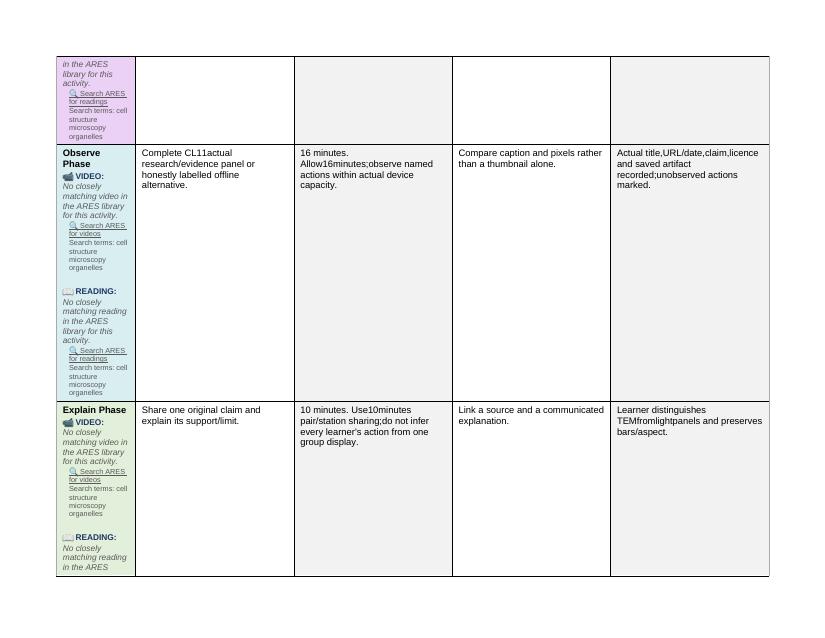 in the ARES
library for this
activity.
🔍 Search ARES
for readings
Search terms: cell
structure
microscopy
organelles
Observe
Phase
📹 VIDEO:
No closely
matching video in
the ARES library
for this activity.
🔍 Search ARES
for videos
Search terms: cell
structure
microscopy
organelles
📖 READING:
No closely
matching reading
in the ARES
library for this
activity.
🔍 Search ARES
for readings
Search terms: cell
structure
microscopy
organelles
Complete CL11actual
research/evidence panel or
honestly labelled offline
alternative.
16 minutes.
Allow16minutes;observe named
actions within actual device
capacity.
Compare caption and pixels rather
than a thumbnail alone.
Actual title,URL/date,claim,licence
and saved artifact
recorded;unobserved actions
marked.
Explain Phase
📹 VIDEO:
No closely
matching video in
the ARES library
for this activity.
🔍 Search ARES
for videos
Search terms: cell
structure
microscopy
organelles
📖 READING:
No closely
matching reading
in the ARES
Share one original claim and
explain its support/limit.
10 minutes. Use10minutes
pair/station sharing;do not infer
every learner's action from one
group display.
Link a source and a communicated
explanation.
Learner distinguishes
TEMfromlightpanels and preserves
bars/aspect.